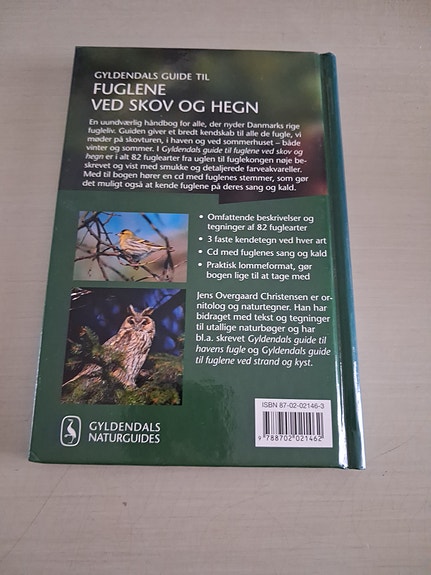 GYLDENDALS GUIDE TIL
FUGLENE
VED SKOV OG HEGN
En uundværlig håndbog for alle, der nyder Danmarks rige
fugleliv. Guiden giver et bredt kendskab til alle de fugle, vi
møder på skovturen, i haven og ved sommerhuset – både
vinter og sommer. I Gyldendals guide til fuglene ved skov og
hegn er i alt 82 fuglearter fra uglen til fuglekongen nøje be-
skrevet og vist med smukke og detaljerede farveakvareller.
Med til bogen hører en cd med fuglenes stemmer, som gør
det muligt også at kende fuglene på deres sang og kald.
• Omfattende beskrivelser og
tegninger af 82 fuglearter
• 3 faste kendetegn ved hver art
• Cd med fuglenes sang og kald
• Praktisk lommeformat, gør
bogen lige til at tage med
Jens Overgaard Christensen er or-
nitolog og naturtegner. Han har
bidraget med tekst og tegninger
til utallige naturbøger og har
bl.a. skrevet Gyldendals guide til
havens fugle og Gyldendals guide
til fuglene ved strand og kyst.
ISBN 87-02-02146-3
9 788702 021462
GYLDENDALS
NATURGUIDES